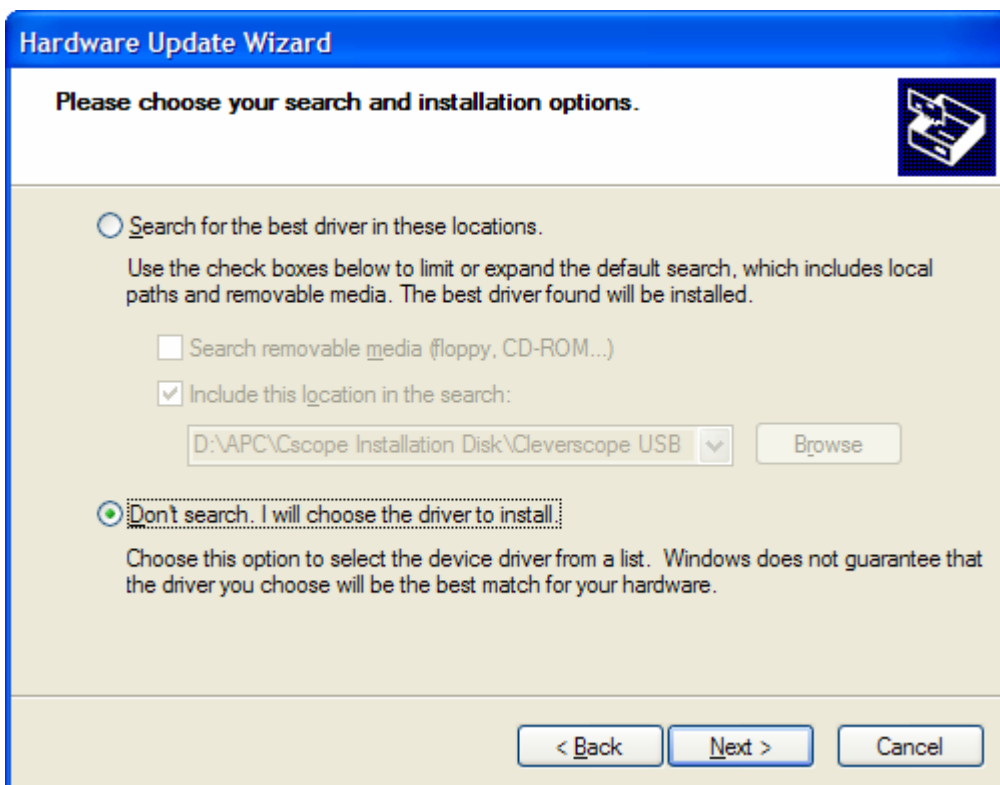 Hardware Update Wizard
Please choose your search and installation options.
Search for the best driver in these locations.
Use the check boxes below to limit or expand the default search, which includes local
paths and removable media. The best driver found will be installed.
Search removable media (floppy, CD-ROM...)
Include this location in the search:
D:\APC\Cscope Installation Disk\Cleverscope USB
Browse
Don't search. I will choose the driver to install.
Choose this option to select the device driver from a list. Windows does not guarantee that
the driver you choose will be the best match for your hardware.
< Back
Next >
Cancel